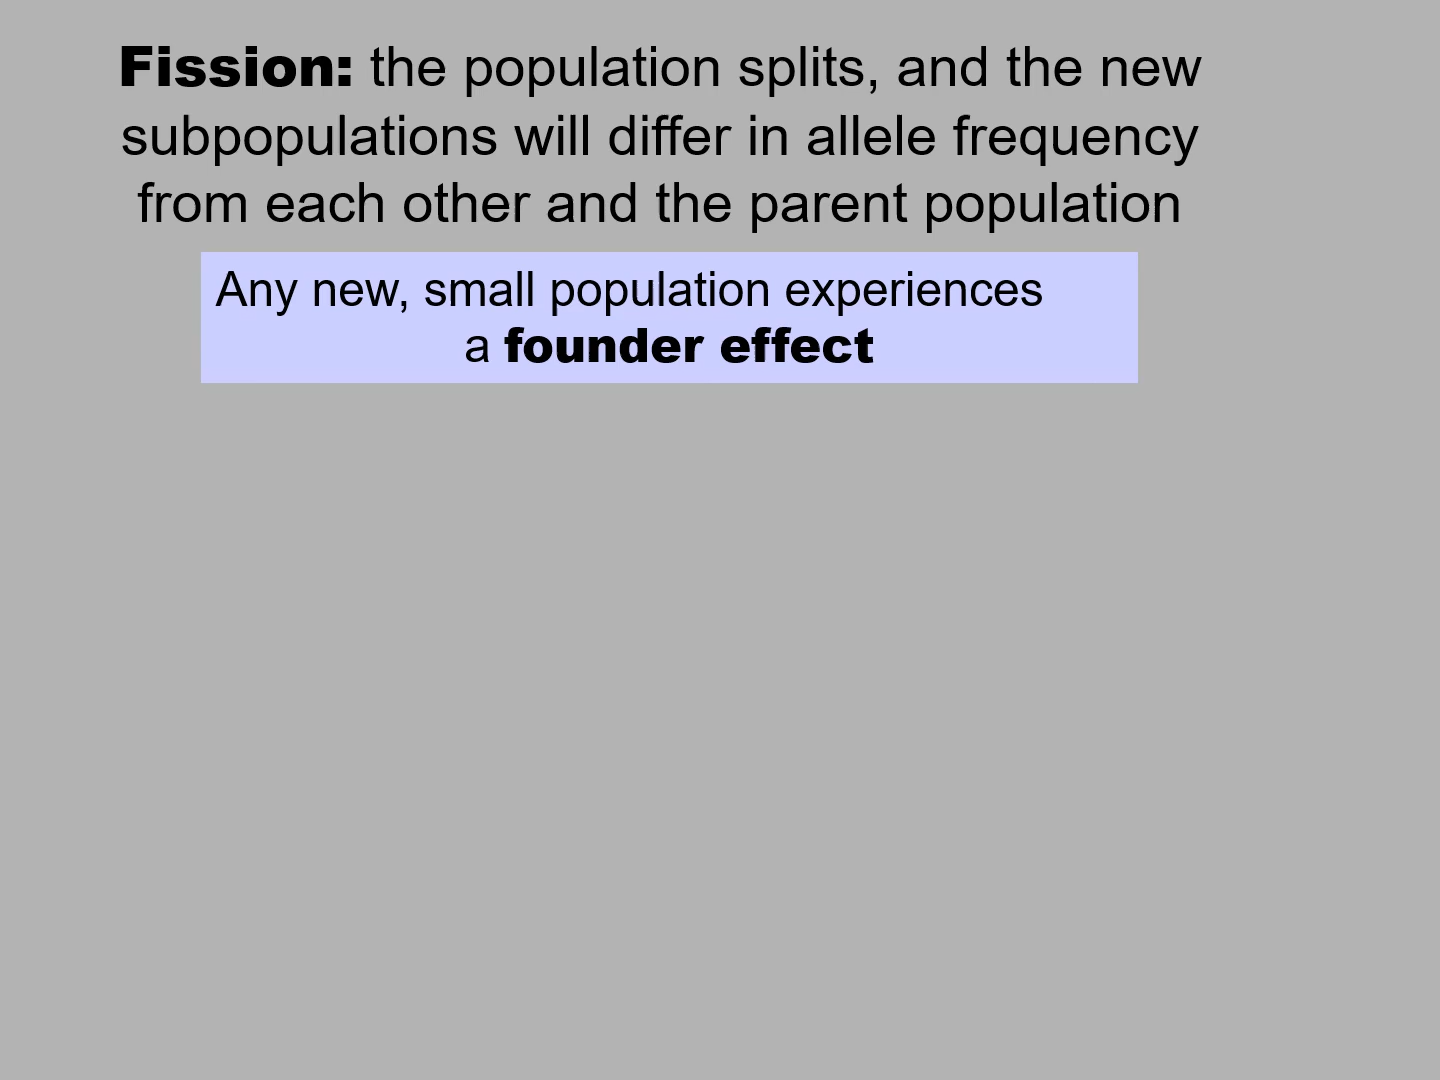 Fission: the population splits, and the new
subpopulations will differ in allele frequency
from each other and the parent population
Any new, small population experiences
a founder effect